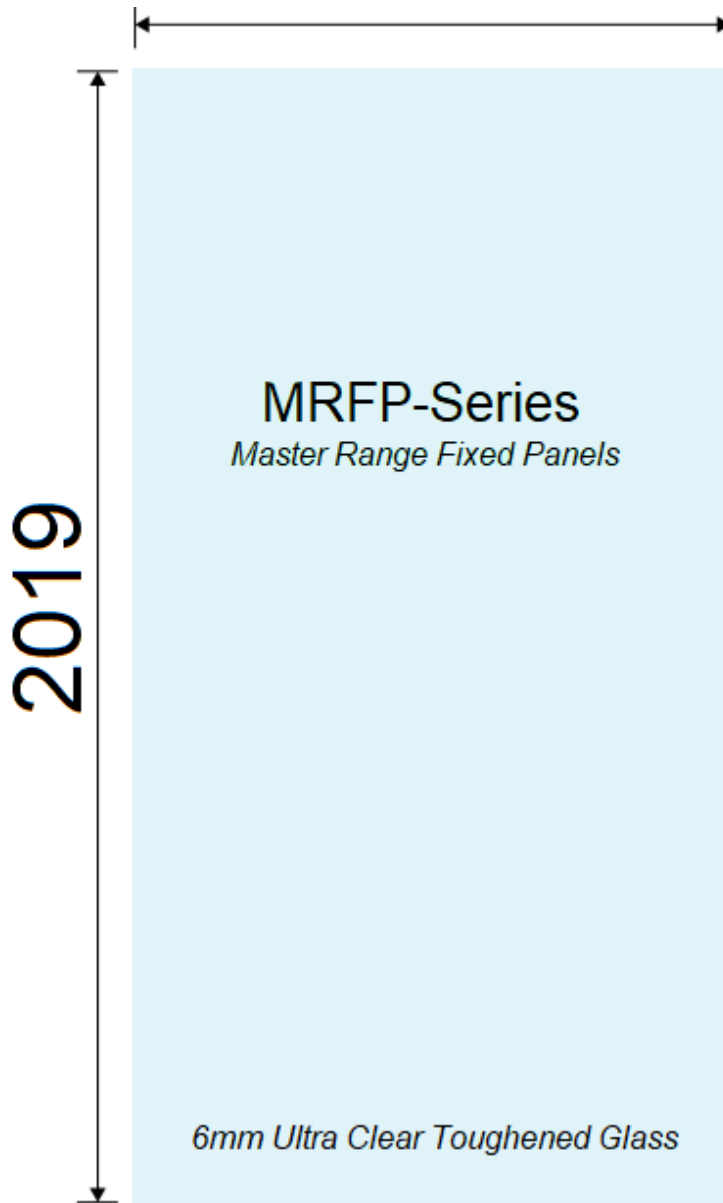 MRFP-Series
Master Range Fixed Panels
2019
6mm Ultra Clear Toughened Glass